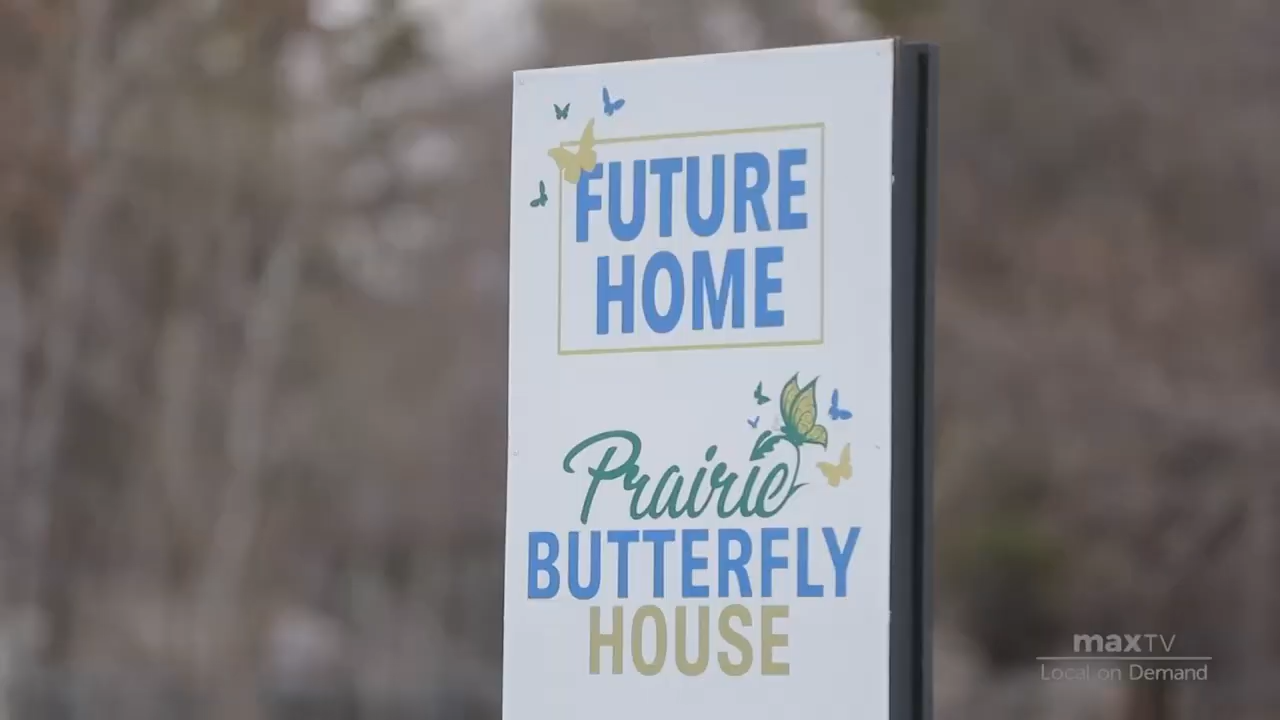 FUTURE
HOME
Prairie
BUTTERFLY
HOUSE
maxTV
Local on Demand